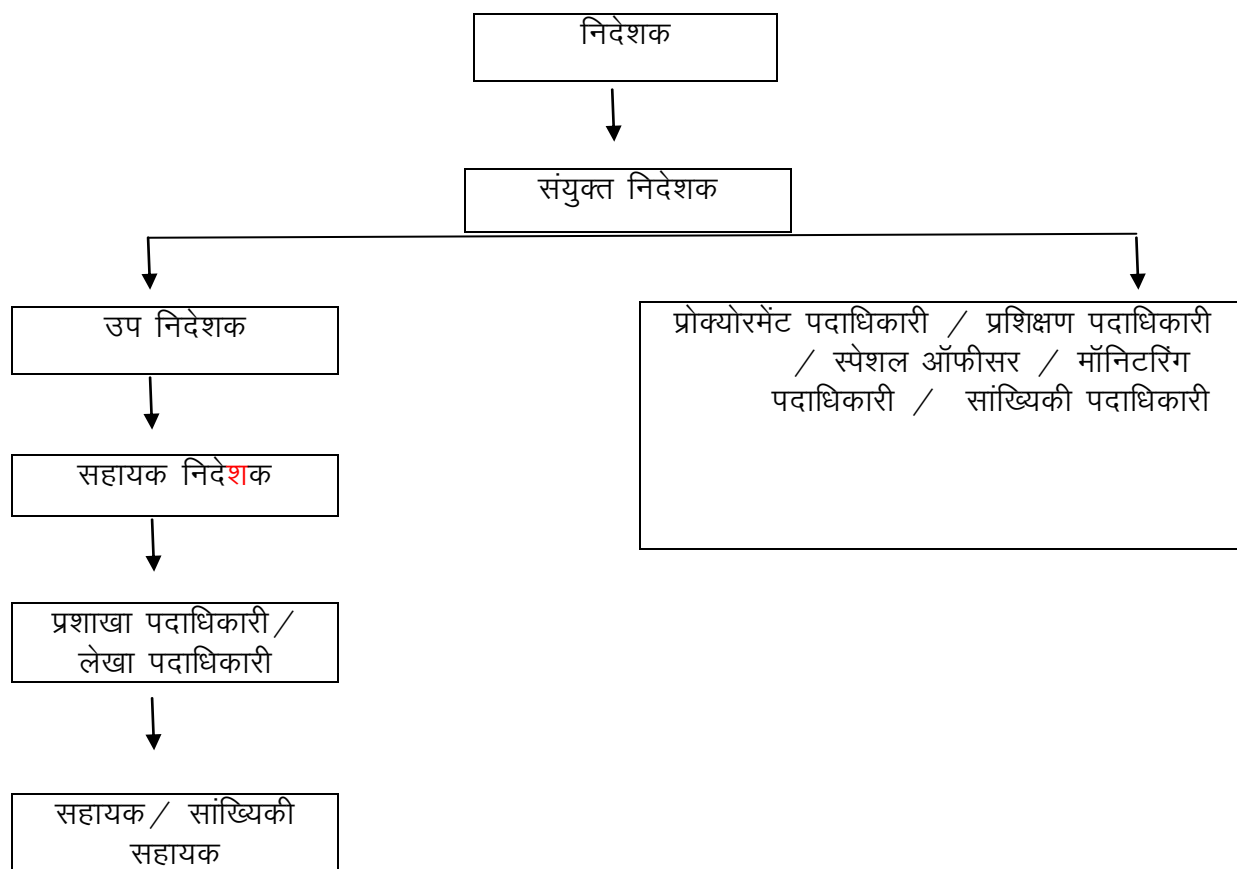 निदेशक
संयुक्त निदेशक
उप निदेशक
प्रोक्योरमेंट पदाधिकारी / प्रशिक्षण पदाधिकारी
/ स्पेशल ऑफीसर / मॉनिटरिंग
पदाधिकारी / सांख्यिकी पदाधिकारी
सहायक निदेशक
प्रशाखा पदाधिकारी/
लेखा पदाधिकारी
सहायक/ सांख्यिकी
सहायक